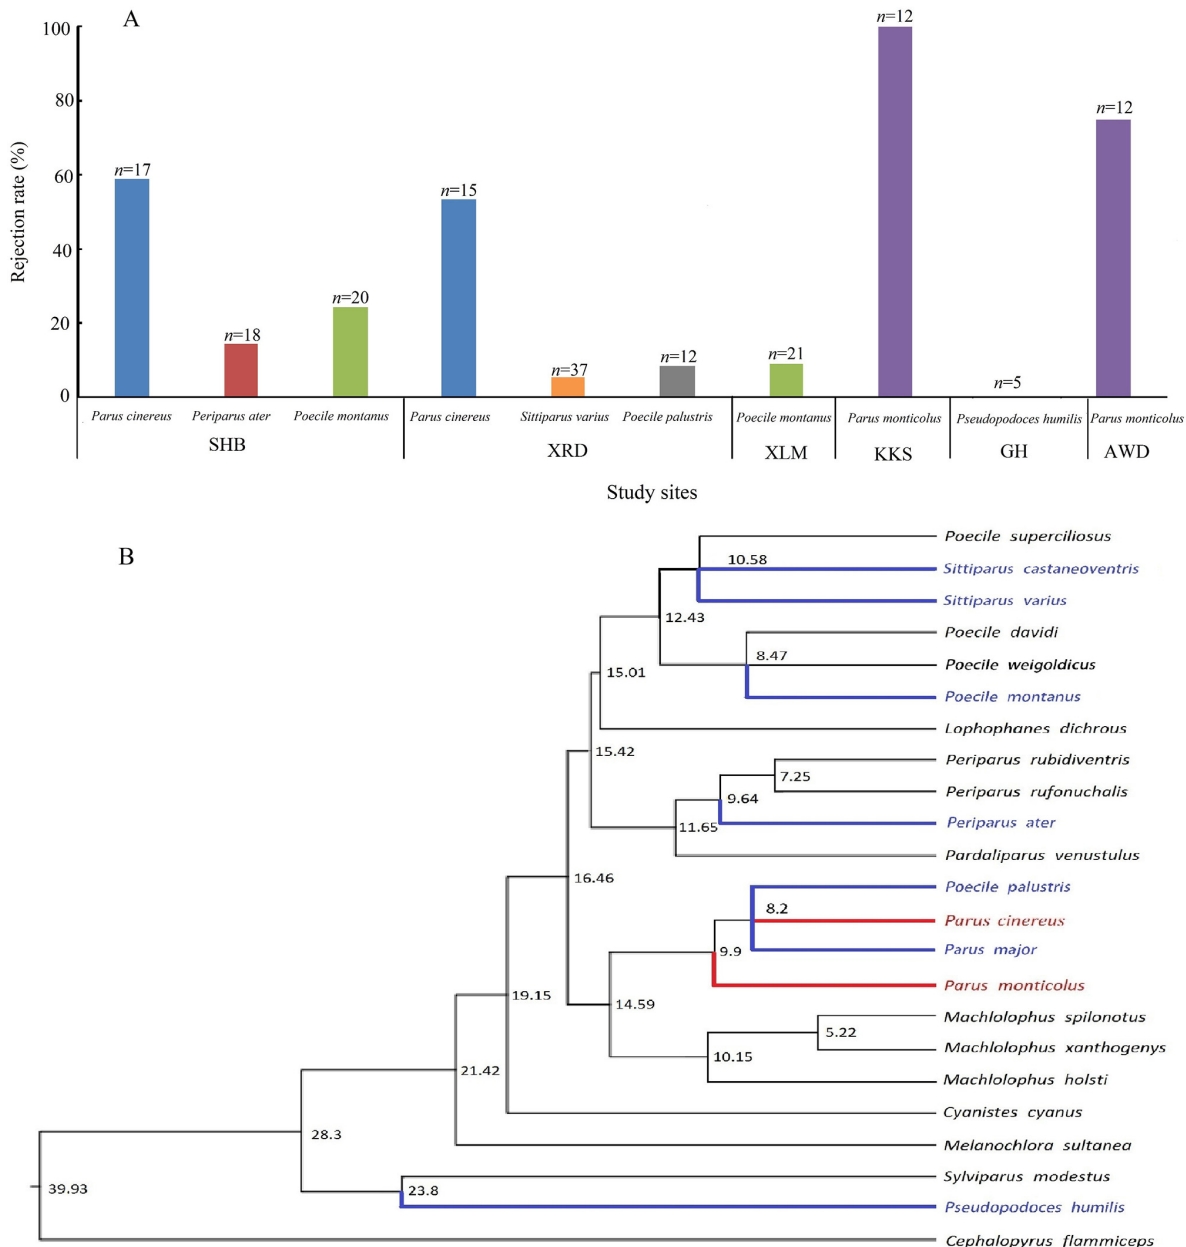 A
Rejection rate (%)
100
80
60
40
20
0
n=17
n=18
n=20
n=15
n=37
n=12
n=21
n=12
n=5
n=12
Parus cinereus
Periparus ater
Poecile montanus
Parus cinereus
Sittiparus varius
Poecile palustris
Poecile montanus
Parus monticolus
Pseudopodoces humilis
Parus monticolus
SHB
XRD
XLM
KKS
GH
AWD
Study sites
B
Poecile superciliosus
10.58
Sittiparus castaneoventris
Sittiparus varius
12.43
Poecile davidi
8.47
Poecile weigoldicus
15.01
Poecile montanus
Lophophanes dichrous
15.42
Periparus rubidiventris
7.25
Periparus rufonuchalis
9.64
Periparus ater
11.65
Pardaliparus venustulus
16.46
Poecile palustris
8.2
Parus cinereus
Parus major
9.9
Parus monticolus
19.15
14.59
Machlolophus spilonotus
5.22
Machlolophus xanthogenys
10.15
21.42
Machlolophus holsti
Cyanistes cyanus
28.3
Melanochlora sultanea
Sylviparus modestus
39.93
23.8
Pseudopodoces humilis
Cephalopyrus flammiceps